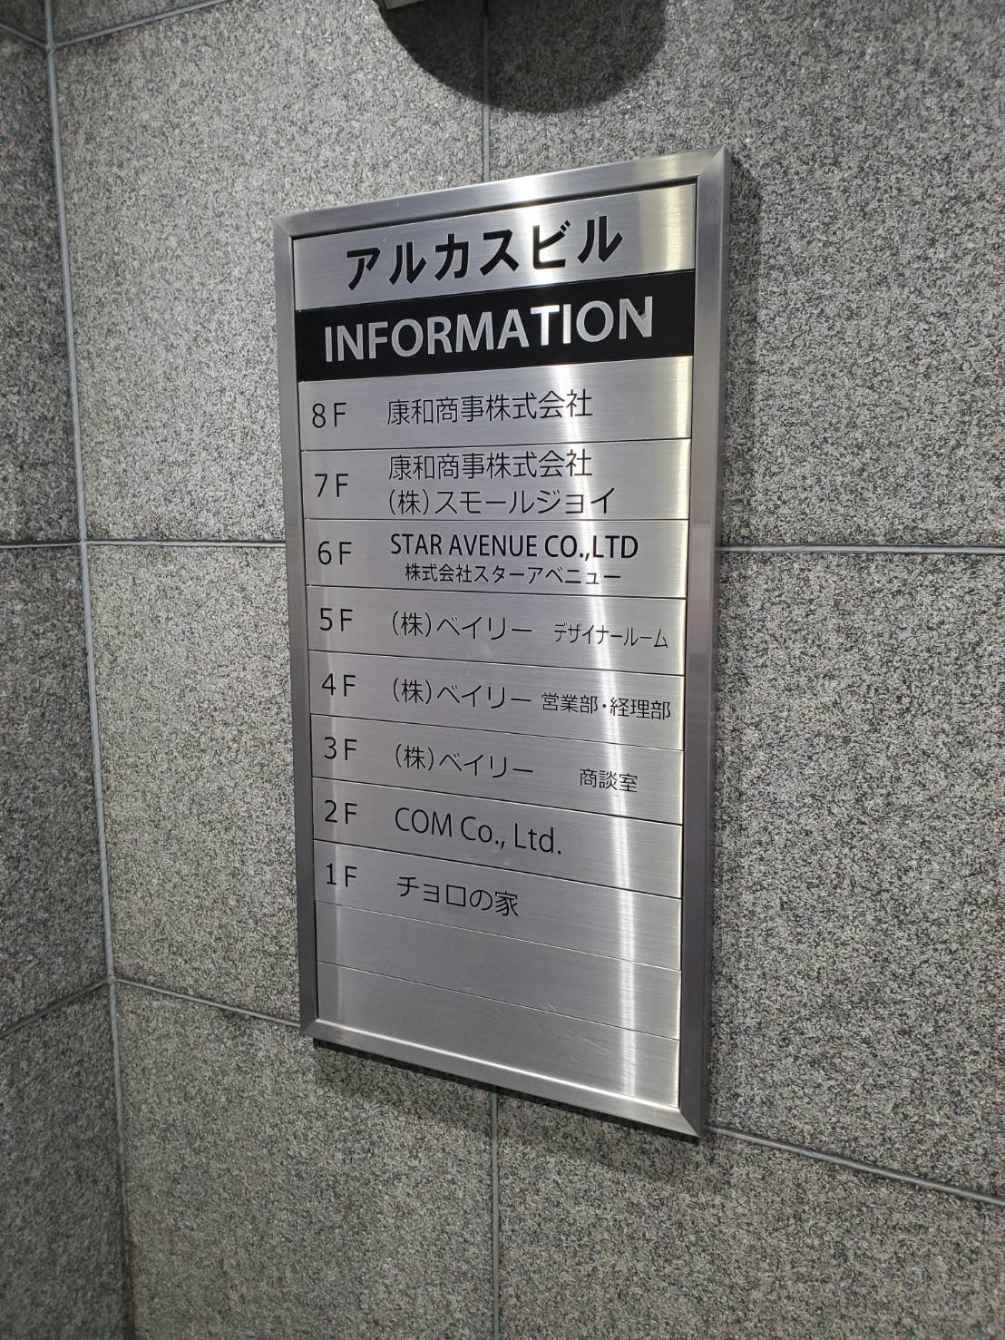 アルカスビル
INFORMATION
8F 康和商事株式会社
7F 康和商事株式会社
(株)スモールジョイ
6F STAR AVENUE CO.,LTD
株式会社スターアベニュー
5F (株)ベイリー デザイナールーム
4F (株)ベイリー 営業部・経理部
3F (株)ベイリー 商談室
2F COM Co., Ltd.
1F チョロの家